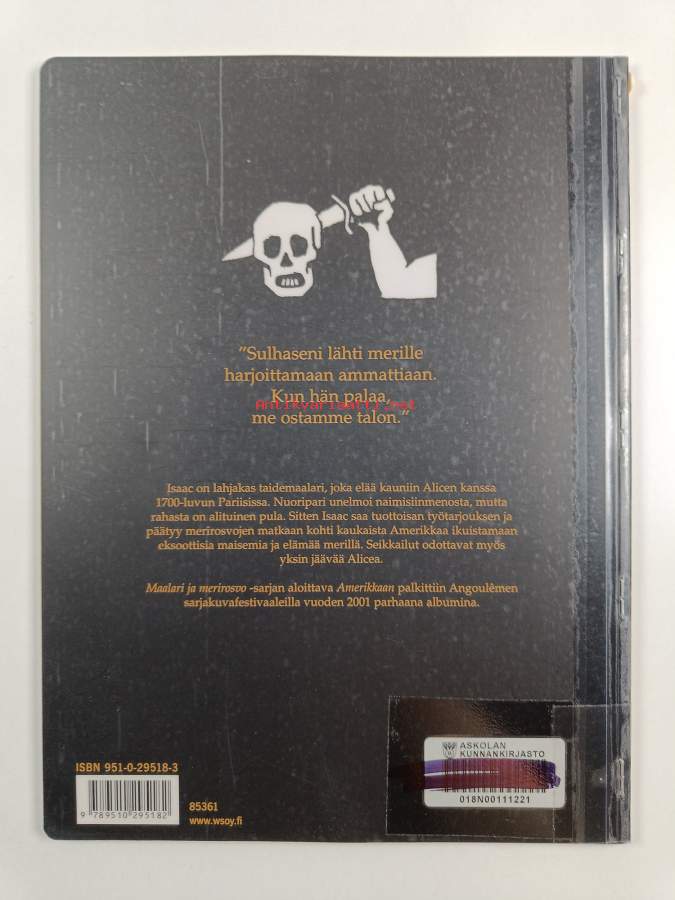 ”Sulhaseni lähti merille
harjoittamaan ammattiaan.
Kun hän palaa,
Antikvariaatti.net
me ostamme talon.”
Isaac on lahjakas taidemaalari, joka elää kauniin Alicen kanssa
1700-luvun Pariisissa. Nuoripari unelmoi naimisiinmenosta, mutta
rahasta on alituinen pula. Sitten Isaac saa tuottoisan työtarjouksen ja
päätyy merirosvojen matkaan kohti kaukaista Amerikkaa ikuistamaan
eksoottisia maisemia ja elämää merillä. Seikkailut odottavat myös
yksin jäävää Alicea.
Maalari ja merirosvo -sarjan aloittava Amerikkaan palkittiin Angoulêmen
sarjakuvafestivaaleilla vuoden 2001 parhaana albumina.
ISBN 951-0-29518-3
9 789510 295182
85361
www.wsoy.fi
ASKOLAN
KUNNANKIRJASTO
018N00111221